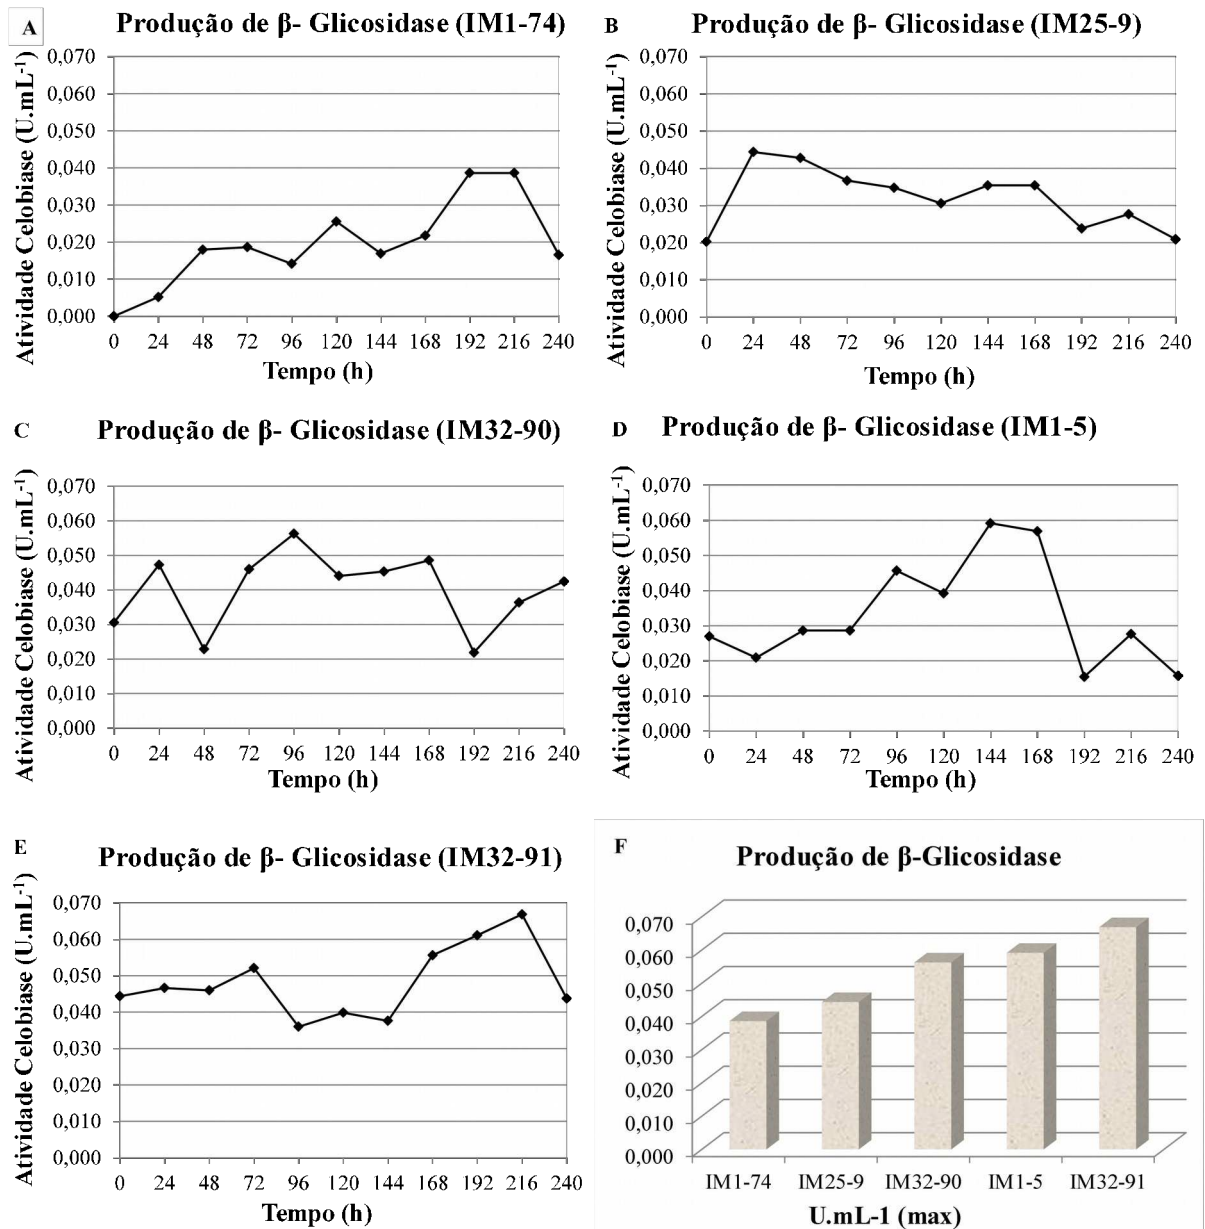 A
Produção de β- Glicosidase (IM1-74)
Atividade Celobiase (U.mL-1)
0,070
0,060
0,050
0,040
0,030
0,020
0,010
0,000
0 24 48 72 96 120 144 168 192 216 240
Tempo (h)
B
Produção de β- Glicosidase (IM25-9)
Atividade Celobiase (U.mL-1)
0,070
0,060
0,050
0,040
0,030
0,020
0,010
0,000
0 24 48 72 96 120 144 168 192 216 240
Tempo (h)
C
Produção de β- Glicosidase (IM32-90)
Atividade Celobiase (U.mL-1)
0,070
0,060
0,050
0,040
0,030
0,020
0,010
0,000
0 24 48 72 96 120 144 168 192 216 240
Tempo (h)
D
Produção de β- Glicosidase (IM1-5)
Atividade Celobiase (U.mL-1)
0,070
0,060
0,050
0,040
0,030
0,020
0,010
0,000
0 24 48 72 96 120 144 168 192 216 240
Tempo (h)
E
Produção de β- Glicosidase (IM32-91)
Atividade Celobiase (U.mL-1)
0,070
0,060
0,050
0,040
0,030
0,020
0,010
0,000
0 24 48 72 96 120 144 168 192 216 240
Tempo (h)
F
Produção de β-Glicosidase
0,070
0,060
0,050
0,040
0,030
0,020
0,010
0,000
IM1-74 IM25-9 IM32-90 IM1-5 IM32-91
U.mL-1 (max)